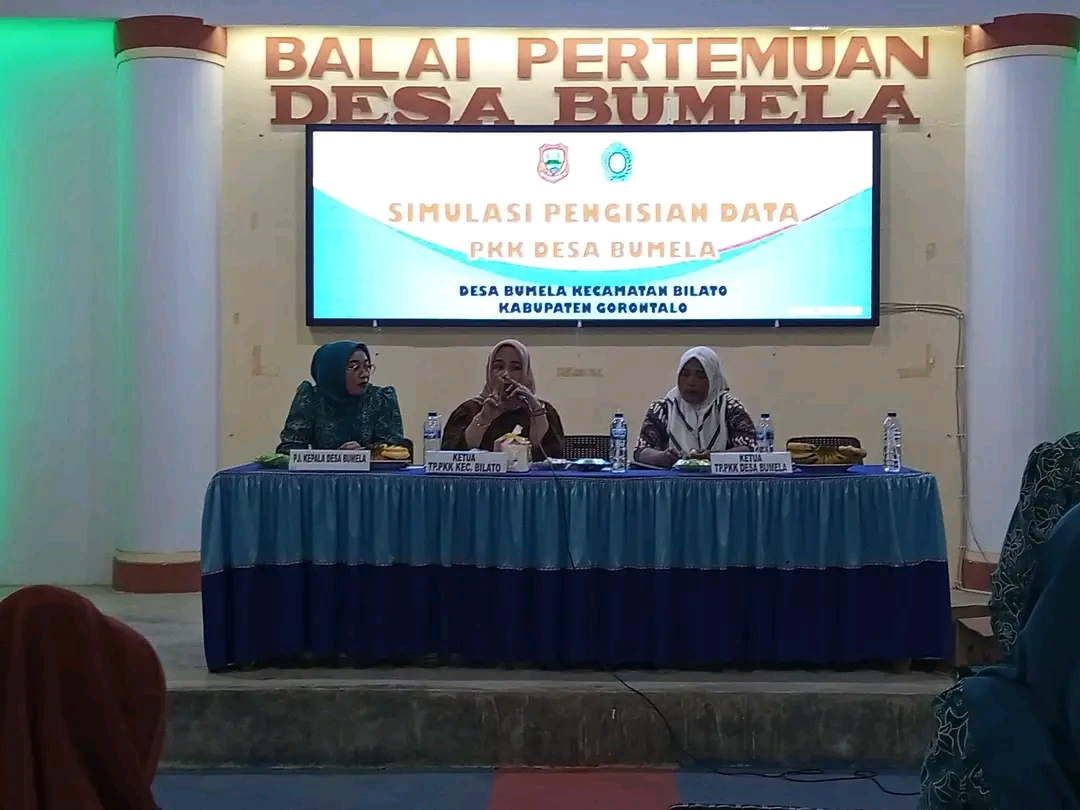 BALAI PERTEMUAN
DESA BUMELA
SIMULASI PENGISIAN DATA
PKK DESA BUMELA
DESA BUMELA KECAMATAN BILATO
KABUPATEN GORONTALO
PJ. KEPALA DESA BUMELA
KETUA
TP.PKK KEC. BILATO
KETUA
TP.PKK DESA BUMELA